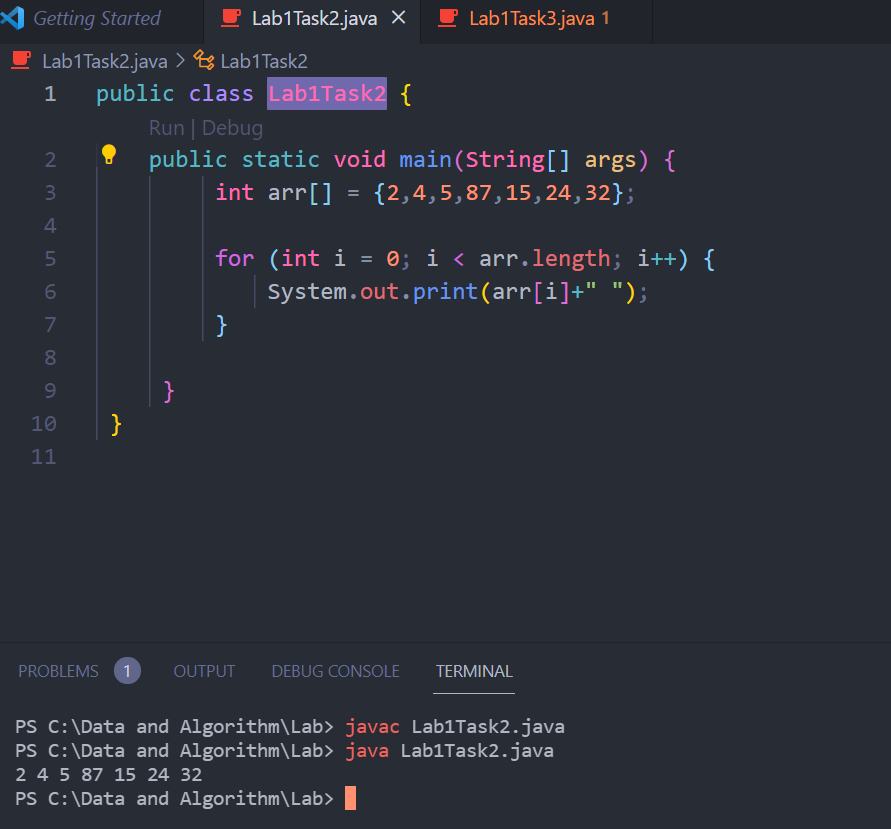 Getting Started Lab1Task2.java Lab1Task3.java 1
Lab1Task2.java > Lab1Task2
1 public class Lab1Task2 {
Run | Debug
2 public static void main(String[] args) {
3 int arr[] = {2,4,5,87,15,24,32};
4
5 for (int i = 0; i < arr.length; i++) {
6 System.out.print(arr[i]+" ");
7 }
8
9 }
10 }
11
PROBLEMS 1 OUTPUT DEBUG CONSOLE TERMINAL
PS C:\Data and Algorithm\Lab> javac Lab1Task2.java
PS C:\Data and Algorithm\Lab> java Lab1Task2.java
2 4 5 87 15 24 32
PS C:\Data and Algorithm\Lab>